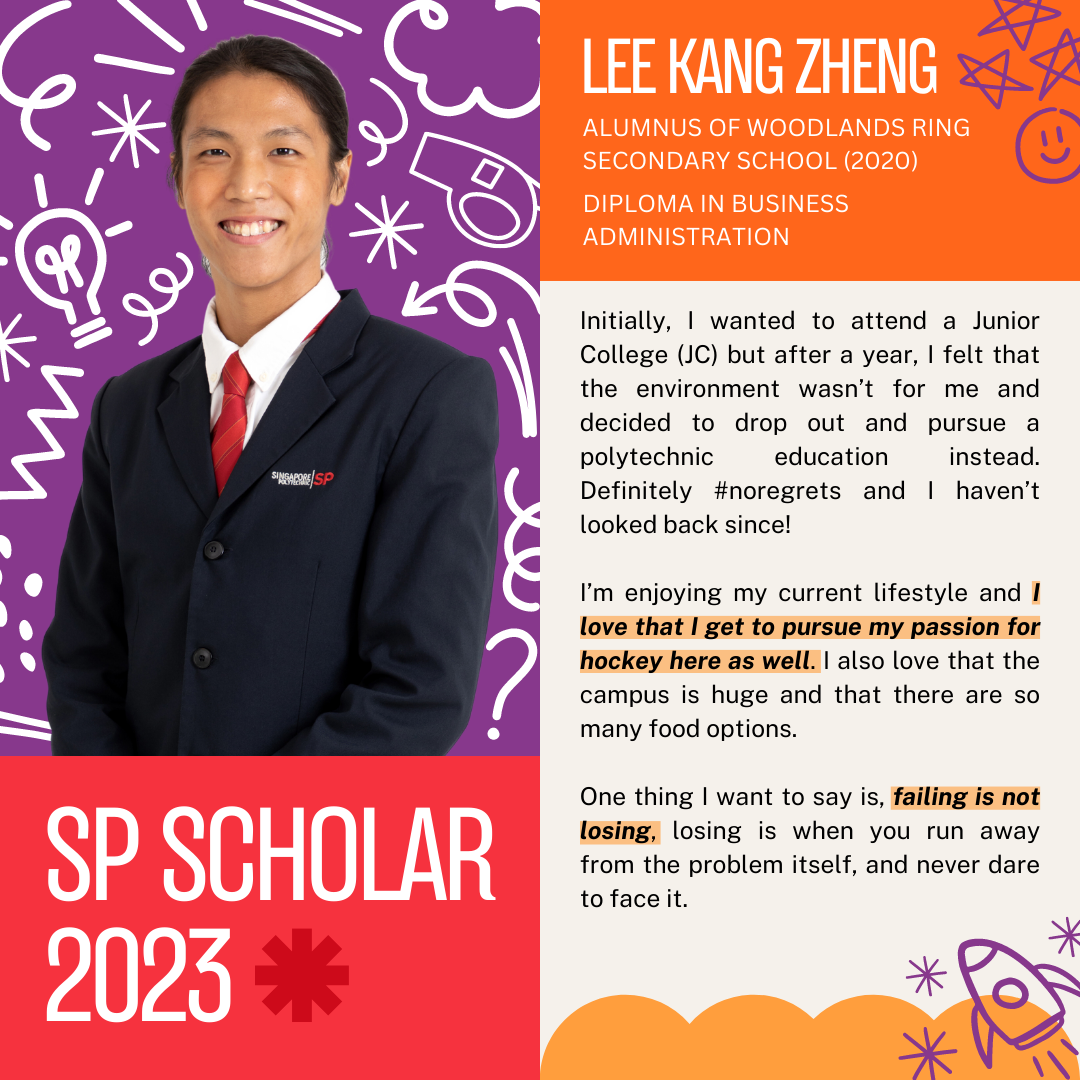 LEE KANG ZHENG
ALUMNUS OF WOODLANDS RING
SECONDARY SCHOOL (2020)
DIPLOMA IN BUSINESS
ADMINISTRATION
Initially, I wanted to attend a Junior
College (JC) but after a year, I felt that
the environment wasn’t for me and
decided to drop out and pursue a
polytechnic education instead.
Definitely #noregrets and I haven’t
looked back since!
I’m enjoying my current lifestyle and I
love that I get to pursue my passion for
hockey here as well. I also love that the
campus is huge and that there are so
many food options.
One thing I want to say is, failing is not
losing, losing is when you run away
from the problem itself, and never dare
to face it.
SINGAPORE
POLYTECHNIC
SP
SP SCHOLAR
2023